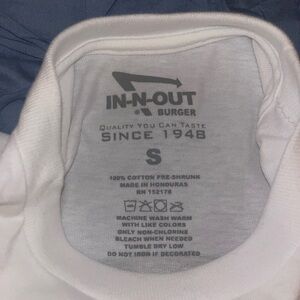 IN-N-OUT
BURGER
QUALITY YOU CAN TASTE
SINCE 1948
S
100% COTTON PRE-SHRUNK
MADE IN HONDURAS
RN 152178
MACHINE WASH WARM
WITH LIKE COLORS
ONLY NON-CHLORINE
BLEACH WHEN NEEDED
TUMBLE DRY LOW
DO NOT IRON IF DECORATED